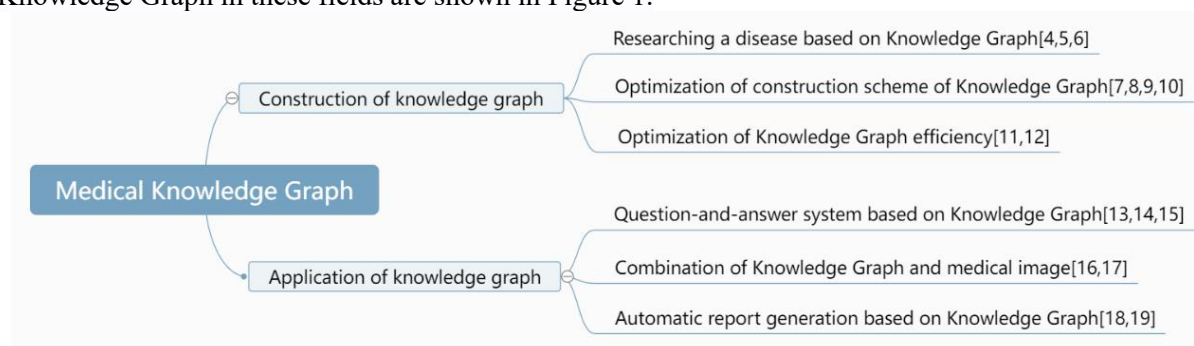 Knowledge Graph in these fields are shown in Figure 1.
Researching a disease based on Knowledge Graph[4,5,6]
Construction of knowledge graph
Optimization of construction scheme of Knowledge Graph[7,8,9,10]
Optimization of Knowledge Graph efficiency[11,12]
Medical Knowledge Graph
Question-and-answer system based on Knowledge Graph[13,14,15]
Application of knowledge graph
Combination of Knowledge Graph and medical image[16,17]
Automatic report generation based on Knowledge Graph[18,19]